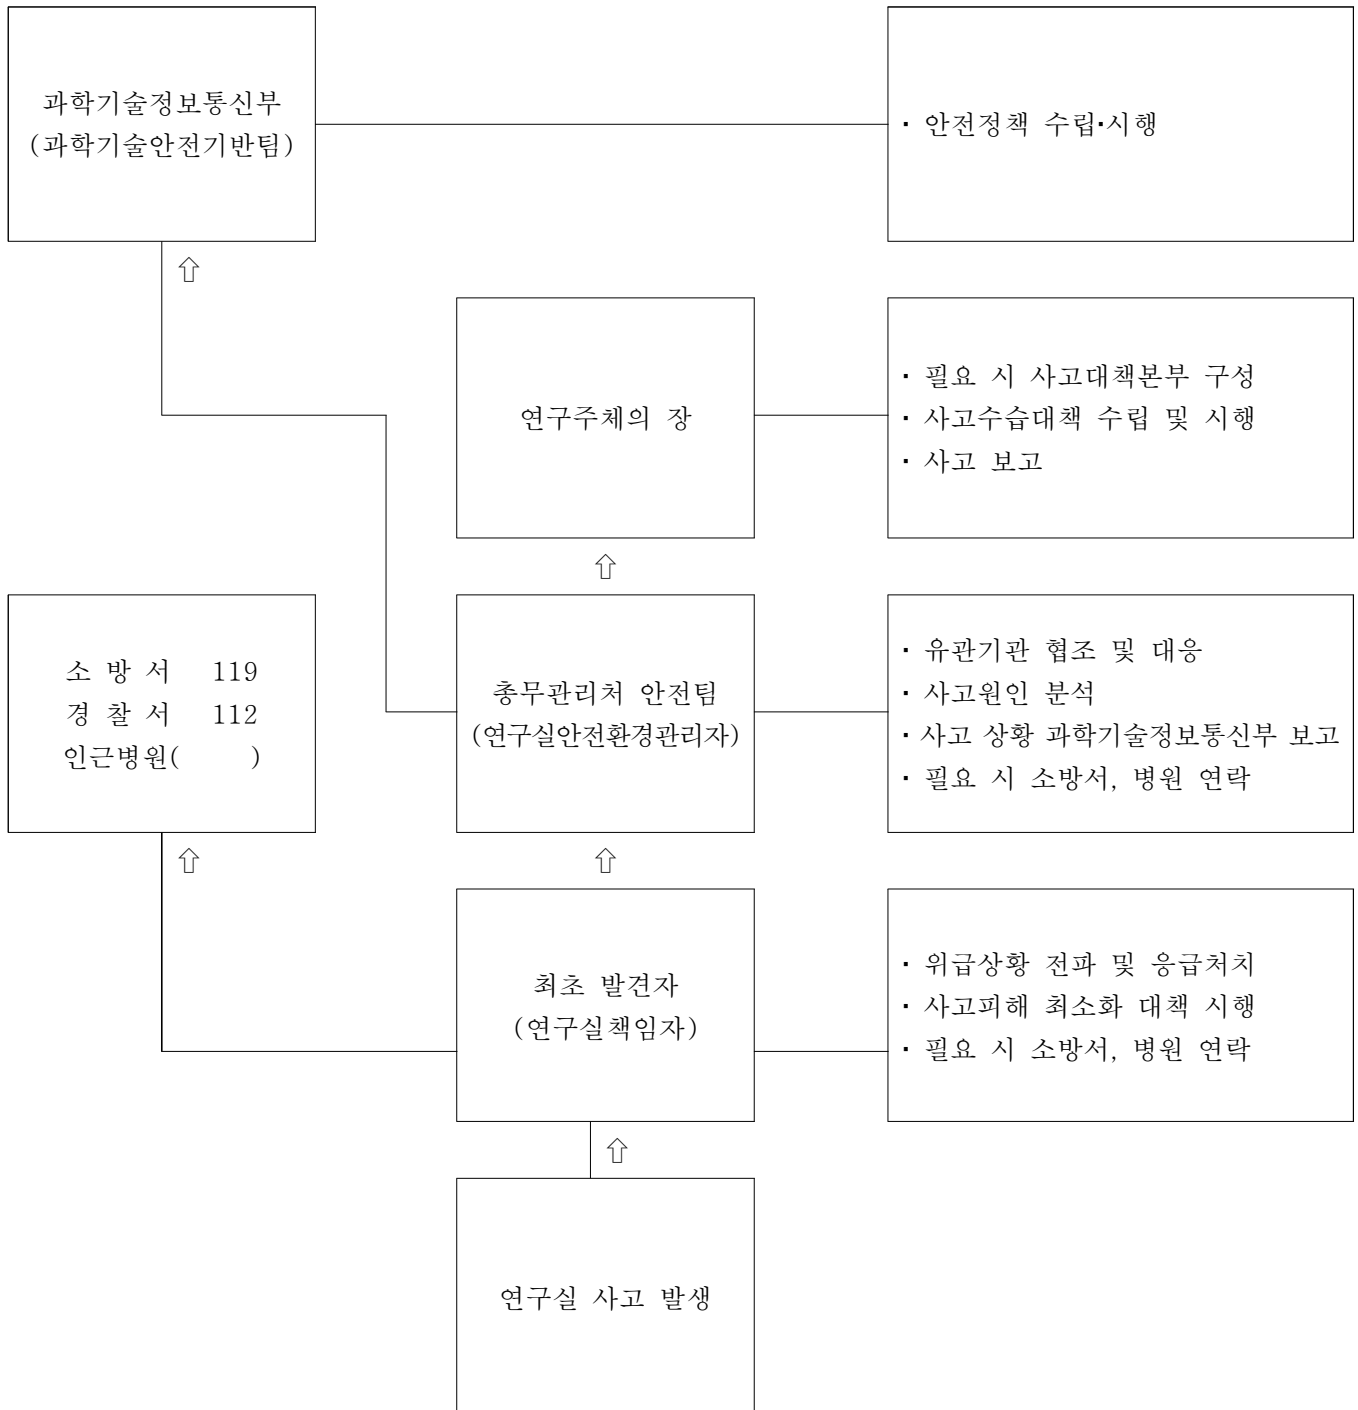 과학기술정보통신부
(과학기술안전기반팀)
· 안전정책 수립·시행
⇧
연구주체의 장
· 필요 시 사고대책본부 구성
· 사고수습대책 수립 및 시행
· 사고 보고
⇧
소 방 서 119
경 찰 서 112
인근병원(     )
총무관리처 안전팀
(연구실안전환경관리자)
· 유관기관 협조 및 대응
· 사고원인 분석
· 사고 상황 과학기술정보통신부 보고
· 필요 시 소방서, 병원 연락
⇧ ⇧
최초 발견자
(연구실책임자)
· 위급상황 전파 및 응급처치
· 사고피해 최소화 대책 시행
· 필요 시 소방서, 병원 연락
⇧
연구실 사고 발생